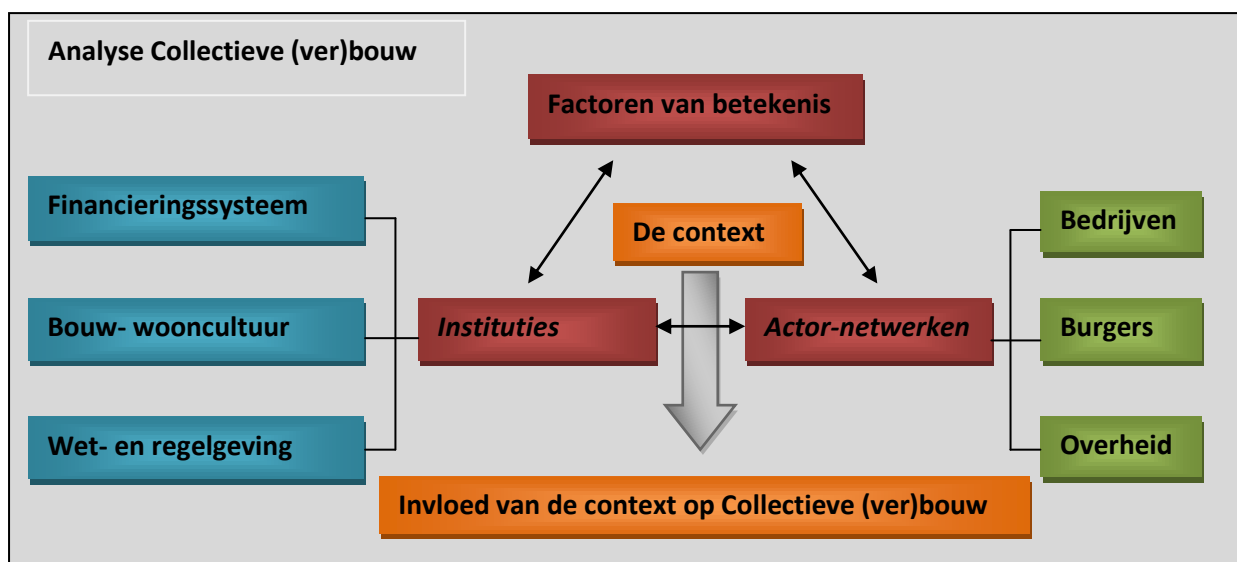 Analyse Collectieve (ver)bouw
Factoren van betekenis
Financieringssysteem
De context
Bedrijven
Bouw- wooncultuur
Instituties
Actor-netwerken
Burgers
Wet- en regelgeving
Overheid
Invloed van de context op Collectieve (ver)bouw